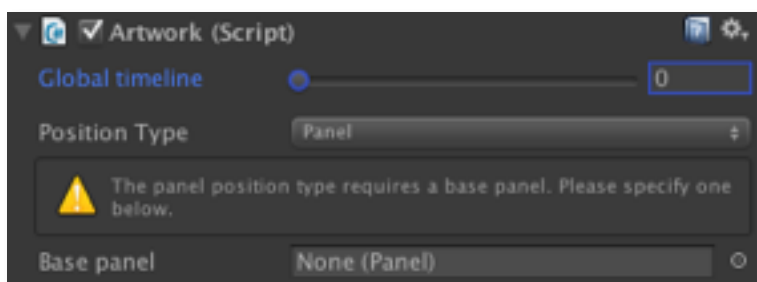 Artwork (Script)
Global timeline 0
Position Type Panel
The panel position type requires a base panel. Please specify one
below.
Base panel None (Panel)